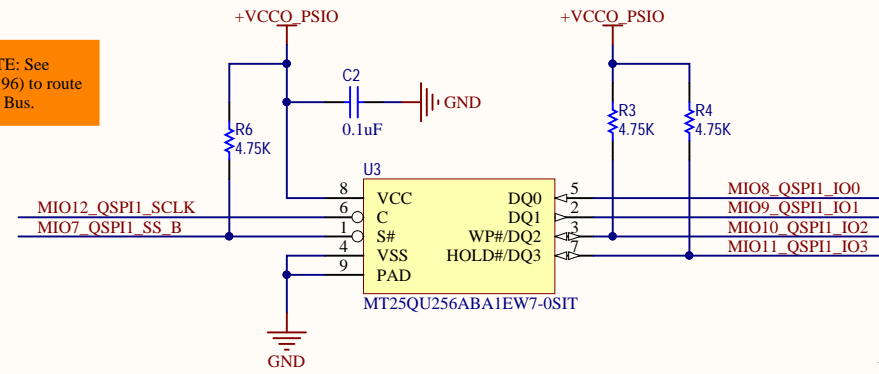 +VCCO_PSIO
+VCCO_PSIO
TE: See
96) to route
Bus.
C2
GND
0.1uF
R6
4.75K
R3
4.75K
R4
4.75K
U3
8 VCC DQ0 5 MIO8_QSPI1_IO0
MIO12_QSPI1_SCLK 6 C DQ1 2 MIO9_QSPI1_IO1
MIO7_QSPI1_SS_B 1 S# WP#/DQ2 3 MIO10_QSPI1_IO2
4 VSS HOLD#/DQ3 7 MIO11_QSPI1_IO3
9 PAD
MT25QU256ABA1EW7-0SIT
GND